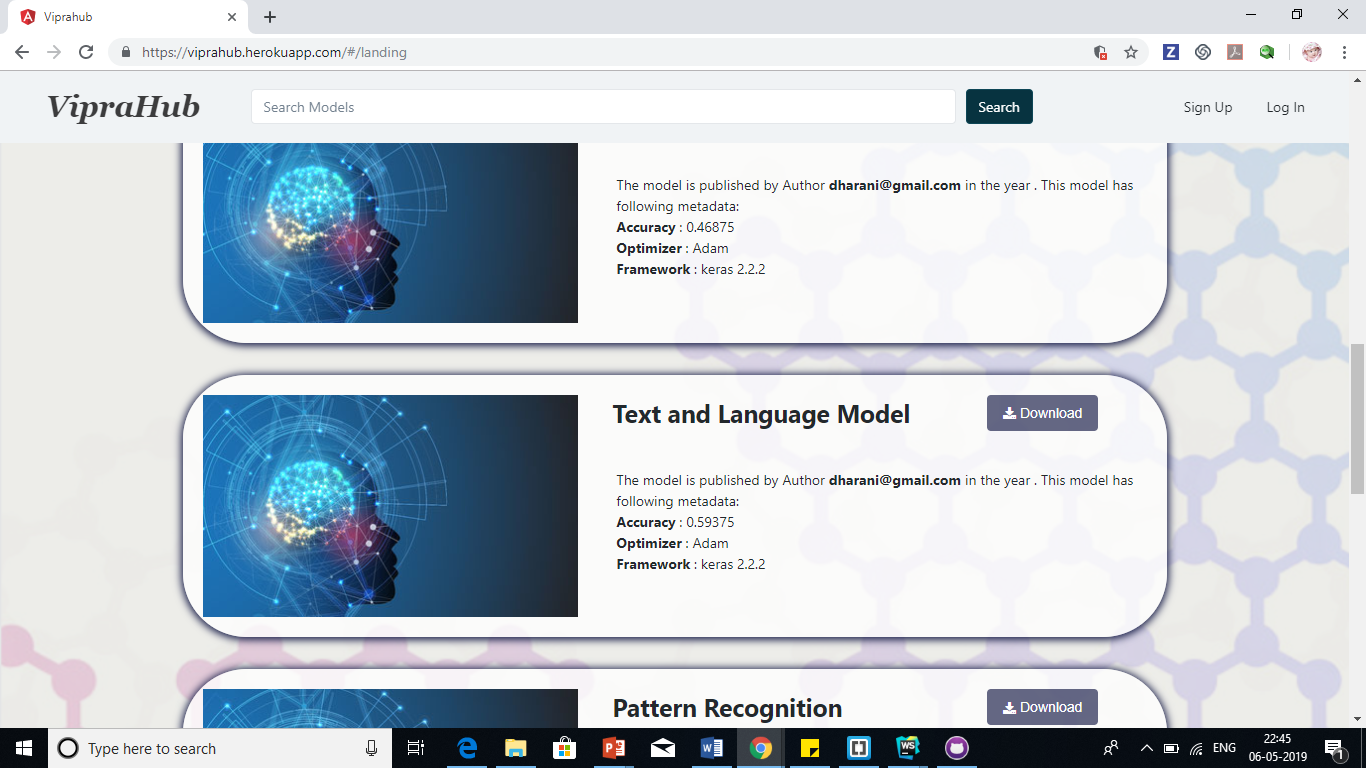 Viprahub
https://viprahub.herokuapp.com/#/landing
VipraHub
Search Models
Search
Sign Up
Log In
The model is published by Author dharani@gmail.com in the year . This model has
following metadata:
Accuracy : 0.46875
Optimizer : Adam
Framework : keras 2.2.2
Text and Language Model
Download
The model is published by Author dharani@gmail.com in the year . This model has
following metadata:
Accuracy : 0.59375
Optimizer : Adam
Framework : keras 2.2.2
Pattern Recognition
Download
Type here to search
ENG
22:45
06-05-2019
1